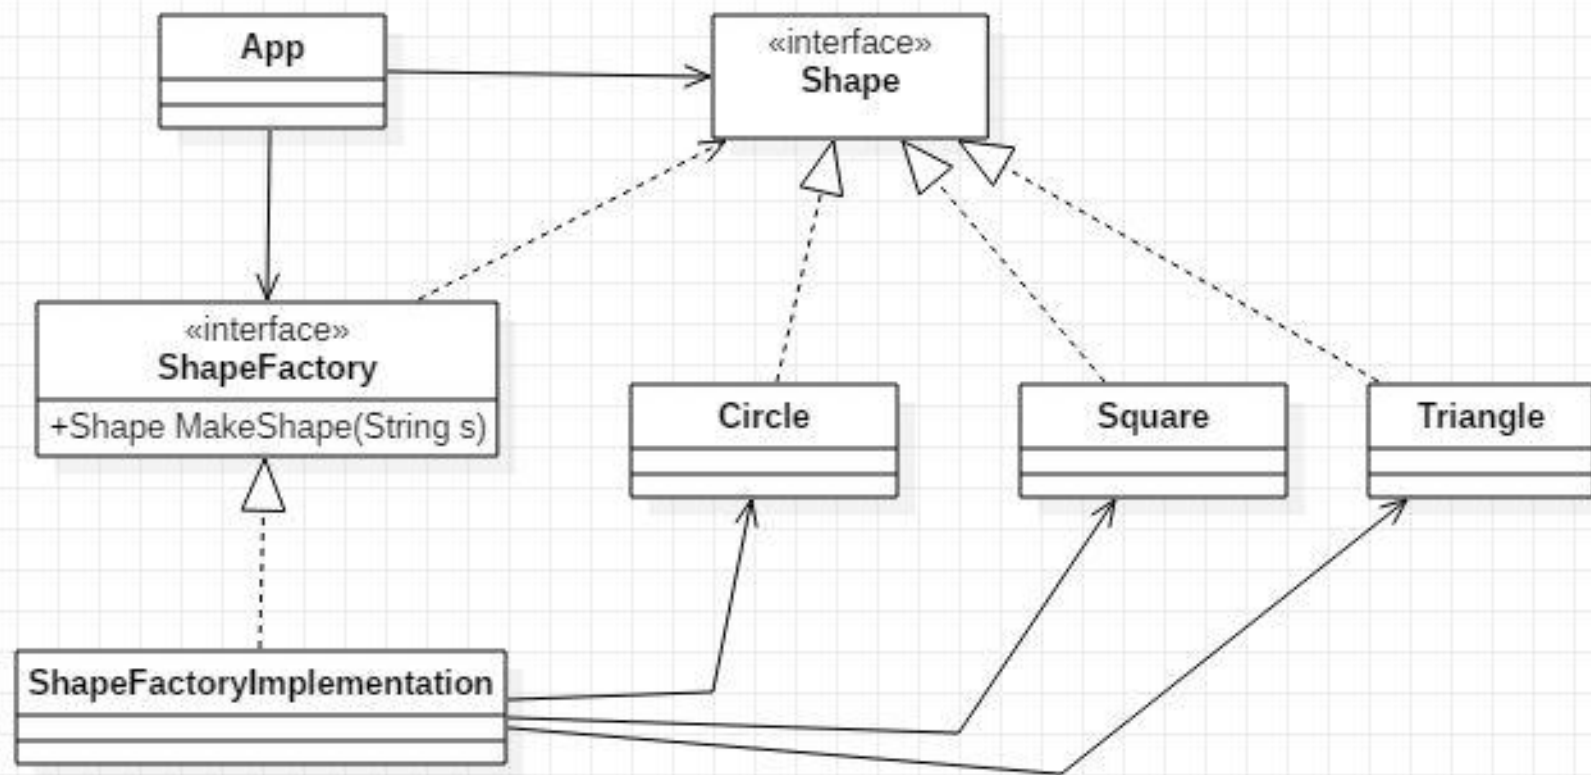 App
«interface»
Shape
«interface»
ShapeFactory
+Shape MakeShape(String s)
Circle
Square
Triangle
ShapeFactoryImplementation